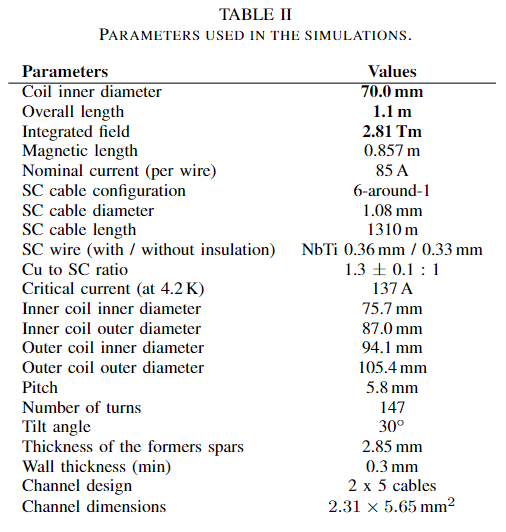 TABLE II
PARAMETERS USED IN THE SIMULATIONS.
Parameters Values
Coil inner diameter 70.0 mm
Overall length 1.1 m
Integrated field 2.81 Tm
Magnetic length 0.857 m
Nominal current (per wire) 85 A
SC cable configuration 6-around-1
SC cable diameter 1.08 mm
SC cable length 1310 m
SC wire (with / without insulation) NbTi 0.36 mm / 0.33 mm
Cu to SC ratio 1.3 ± 0.1 : 1
Critical current (at 4.2 K) 137 A
Inner coil inner diameter 75.7 mm
Inner coil outer diameter 87.0 mm
Outer coil inner diameter 94.1 mm
Outer coil outer diameter 105.4 mm
Pitch 5.8 mm
Number of turns 147
Tilt angle 30°
Thickness of the formers spars 2.85 mm
Wall thickness (min) 0.3 mm
Channel design 2 x 5 cables
Channel dimensions 2.31 × 5.65 mm²